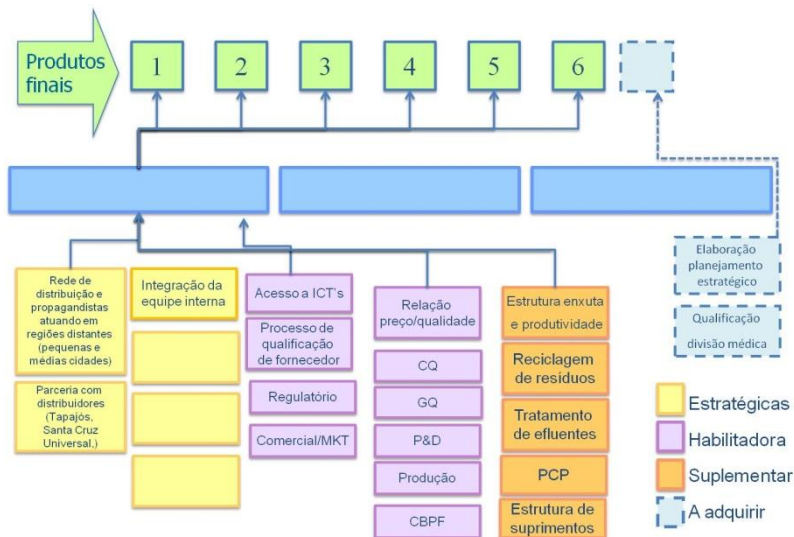 Produtos
finais
1
2
3
4
5
6
Rede de
distribuição e
propagandistas
atuando em
regiões distantes
(pequenas e
médias cidades)
Parceria com
distribuidores
(Tapajós,
Santa Cruz
Universal,)
Integração da
equipe interna
Acesso a ICT's
Processo de
qualificação
de fornecedor
Regulatório
Comercial/MKT
Relação
preço/qualidade
CQ
GQ
P&D
Produção
CBPF
Estrutura enxuta
e produtividade
Reciclagem
de resíduos
Tratamento
de efluentes
PCP
Estrutura de
suprimentos
Elaboração
planejamento
estratégico
Qualificação
divisão médica
Estratégicas
Habilitadora
Suplementar
A adquirir